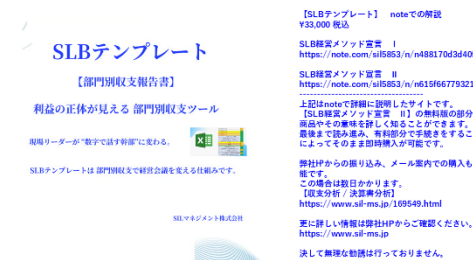 SLBテンプレート
【部門別収支報告書】
利益の正体が見える 部門別収支ツール
現場リーダーが “数字で話す幹部”に変わる。
SLBテンプレートは 部門別収支で経営会議を変える仕組みです。
SILマネジメント株式会社
【SLBテンプレート】　noteでの解説
¥33,000 税込
SLB経営メソッド宣言　Ⅰ
https://note.com/sil5853/n/n488170d3d40
SLB経営メソッド宣言　Ⅱ
https://note.com/sil5853/n/n615f6677932
----------------------------------------
上記はnoteで詳細に説明したサイトです。
【SLB経営メソッド宣言　Ⅱ】の無料版の部分
商品やその意味を詳しく知ることができます。
最後まで読み進み、有料部分で手続きをするこ
によってそのまま即時購入が可能です。
弊社HPからの振り込み、メール案内での購入も
能です。
この場合は数日かかります。
【収支分析 / 決算書分析】
https://www.sil-ms.jp/169549.html
更に詳しい情報は弊社HPからご確認ください。
https://www.sil-ms.jp
決して無理な勧誘は行っておりません。